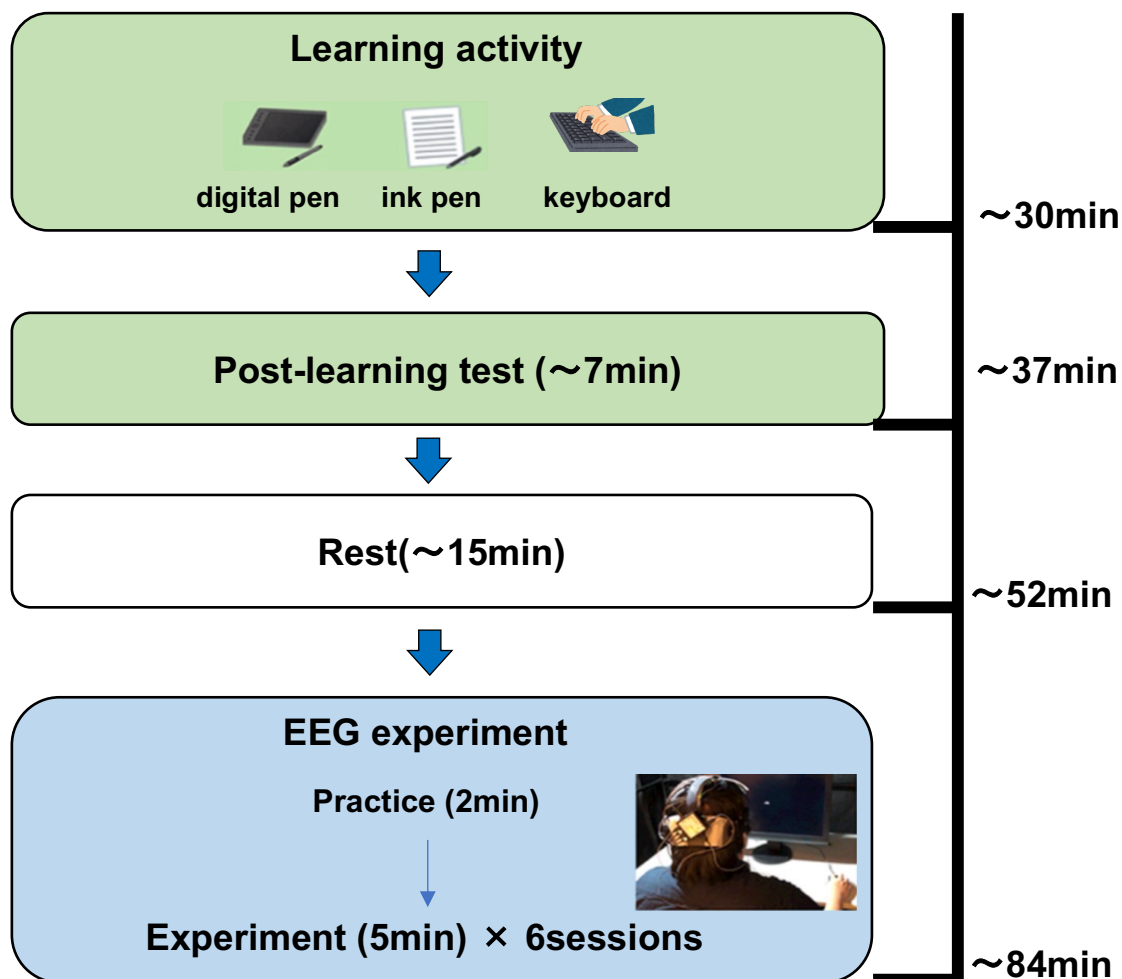 Learning activity
digital pen ink pen keyboard
～30min
Post-learning test (～7min)
～37min
Rest(～15min)
～52min
EEG experiment
Practice (2min)
Experiment (5min) × 6sessions
～84min